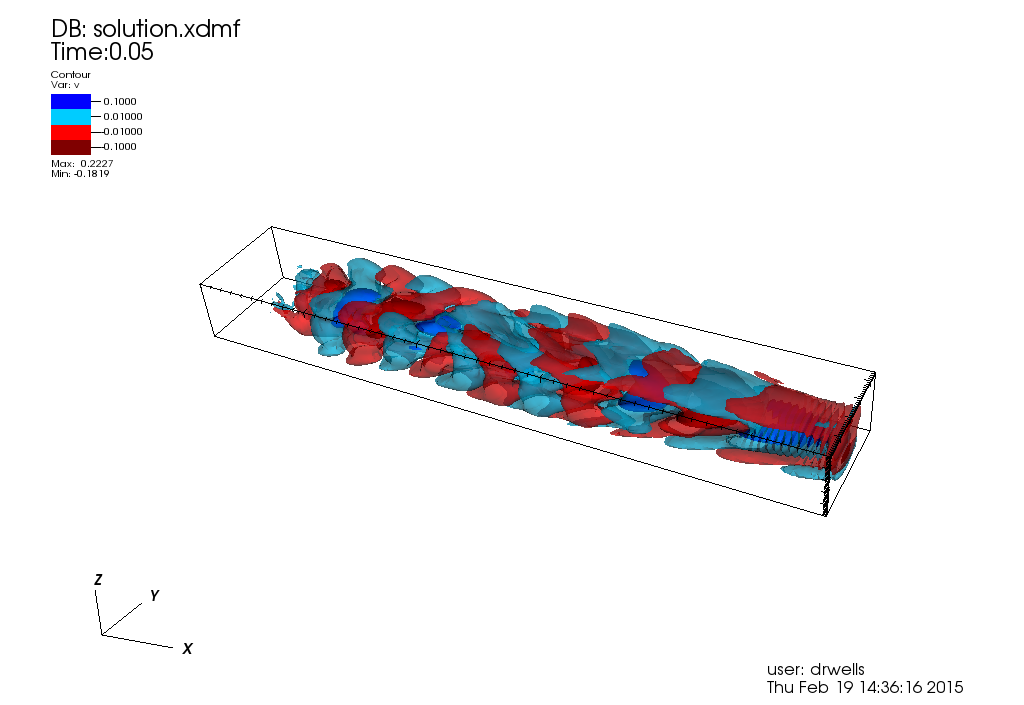 DB: solution.xdmf
Time:0.05
Contour
Var: v
0.1000
0.01000
-0.01000
-0.1000
Max: 0.2227
Min: -0.1819
Z
Y
X
user: drwells
Thu Feb 19 14:36:16 2015